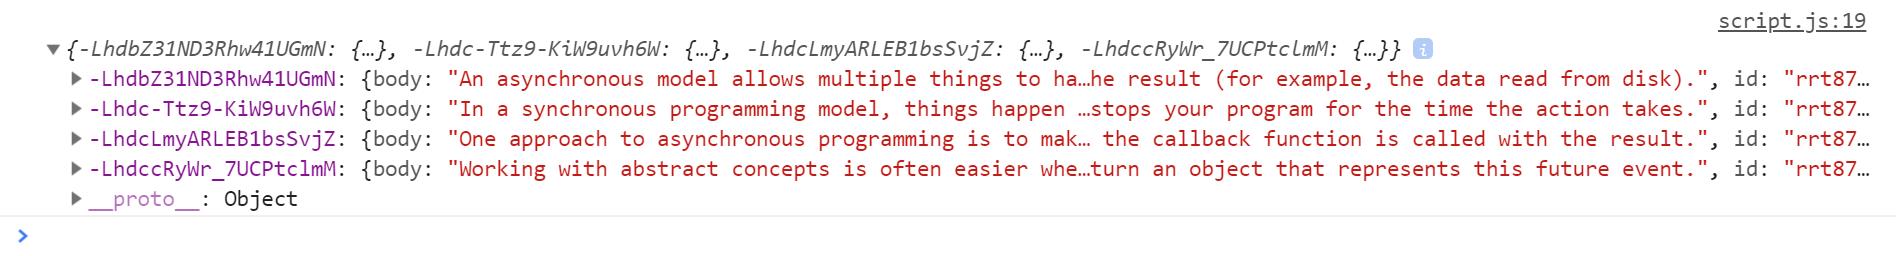 script.js:19
{-LhdbZ31ND3Rhw41UGmN: {…}, -Lhdc-Ttz9-KiW9uvh6W: {…}, -LhdcLmyARLEB1bsSvjZ: {…}, -LhdccRyWr_7UCPtclmM: {…}} i
-LhdbZ31ND3Rhw41UGmN: {body: "An asynchronous model allows multiple things to ha…he result (for example, the data read from disk).", id: "rrt87…
-Lhdc-Ttz9-KiW9uvh6W: {body: "In a synchronous programming model, things happen …stops your program for the time the action takes.", id: "rrt87…
-LhdcLmyARLEB1bsSvjZ: {body: "One approach to asynchronous programming is to mak… the callback function is called with the result.", id: "rrt87…
-LhdccRyWr_7UCPtclmM: {body: "Working with abstract concepts is often easier whe…turn an object that represents this future event.", id: "rrt87…
__proto__: Object